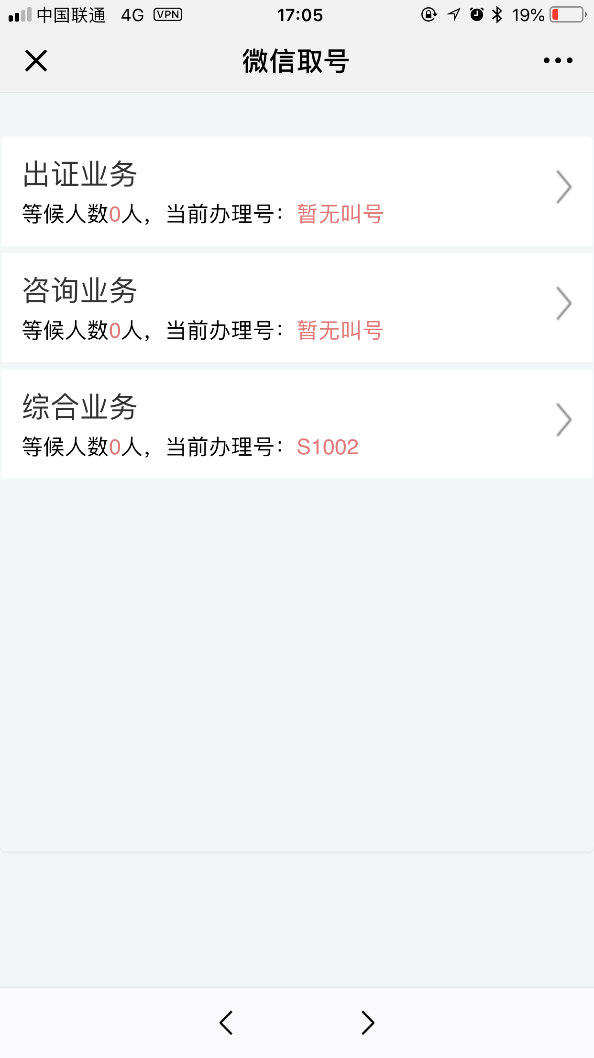 中国联通 4G VPN 17:05 19%
微信取号
出证业务
等候人数0人，当前办理号：暂无叫号
咨询业务
等候人数0人，当前办理号：暂无叫号
综合业务
等候人数0人，当前办理号：S1002